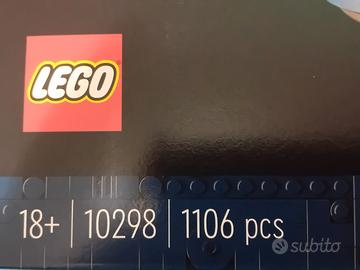 LEGO
18+ | 10298 | 1106 pcs
subito